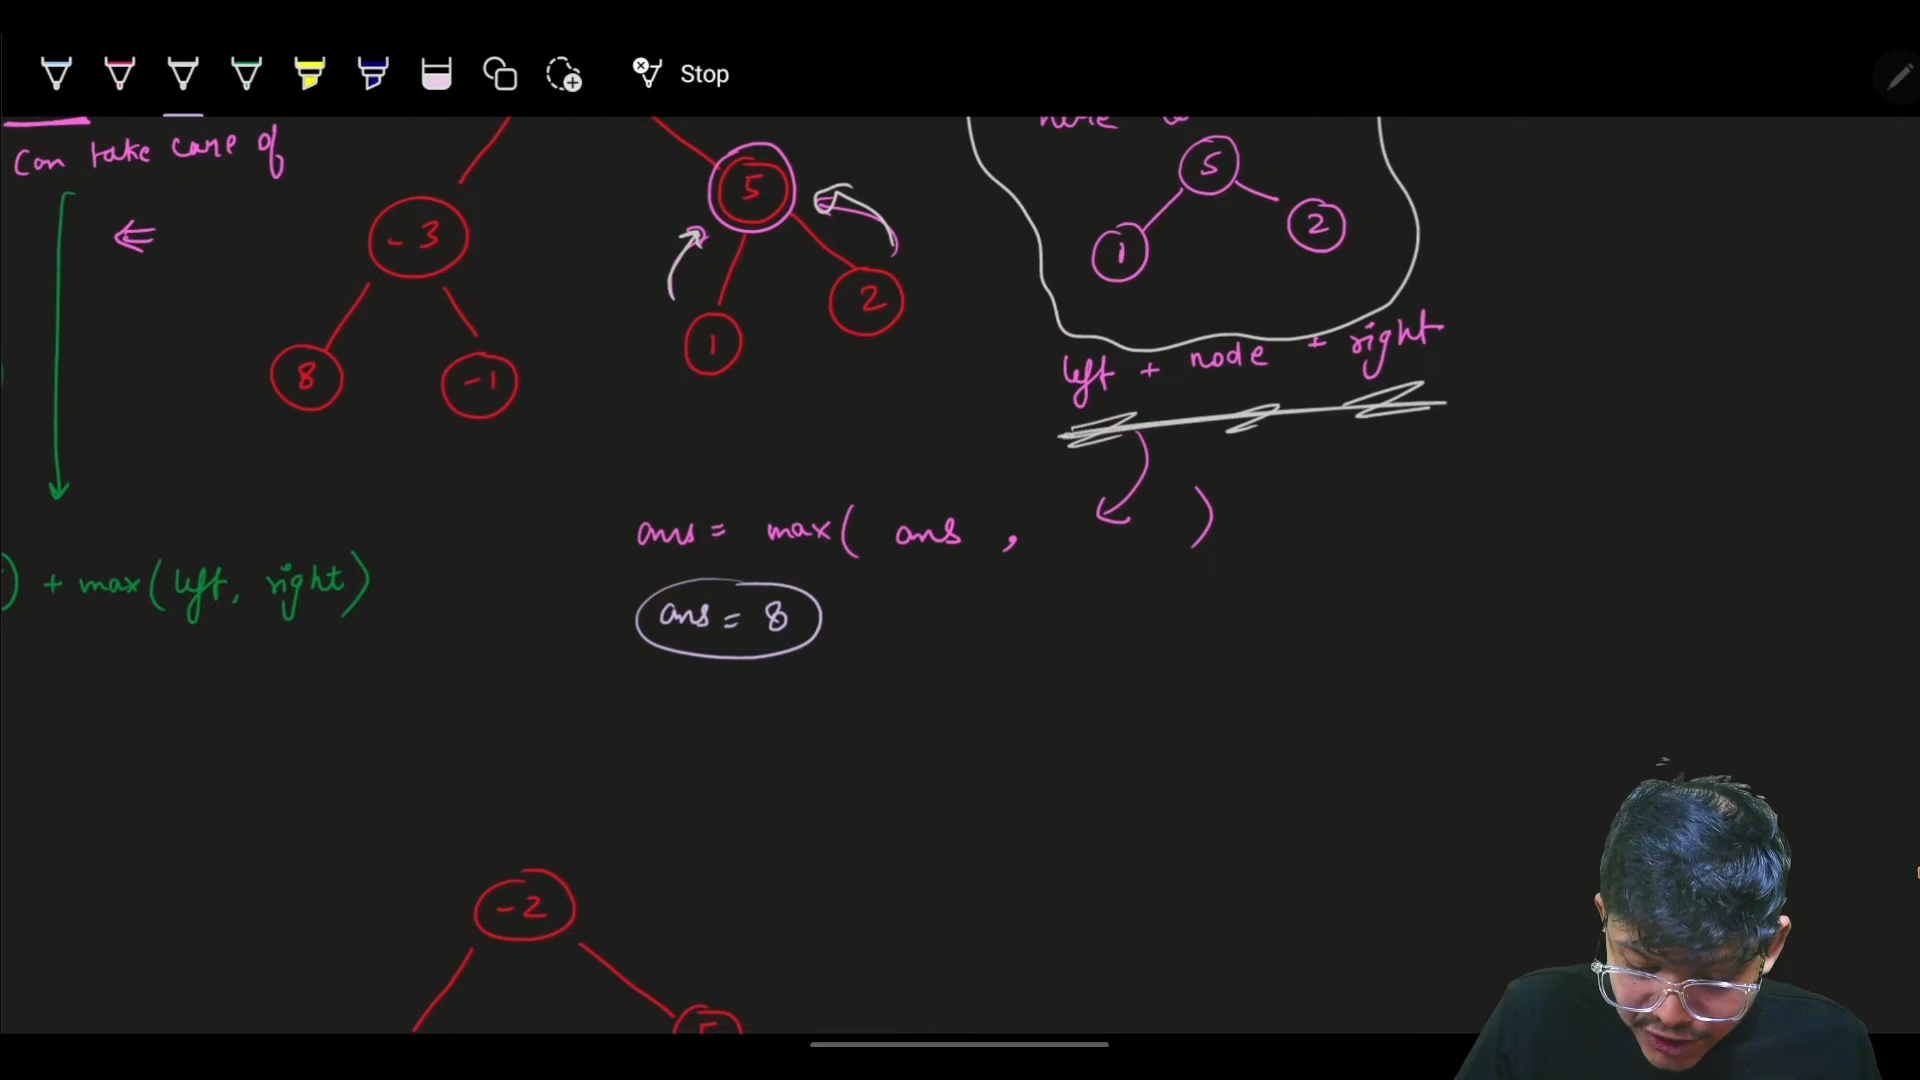 Stop
Can take care of
5
5
1
2
-3
2
1
8
-1
left + node + right
ans = max( ans , )
) + max(left, right)
ans = 8
-2
5